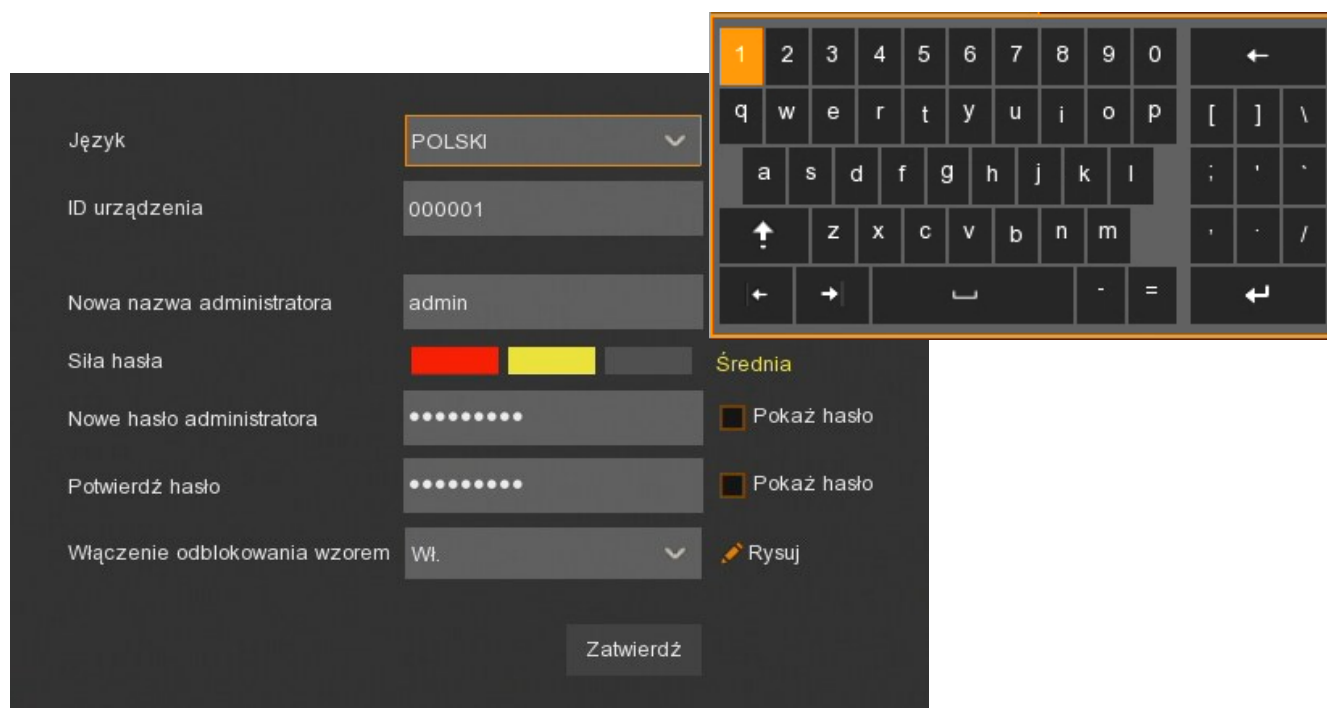 1 2 3 4 5 6 7 8 9 0
q w e r t y u i o p [ ] \
a s d f g h j k l ; ' `
z x c v b n m , . /
- =
Język POLSKI
ID urządzenia 000001
Nowa nazwa administratora admin
Siła hasła Średnia
Nowe hasło administratora ••••••••• Pokaż hasło
Potwierdź hasło ••••••••• Pokaż hasło
Włączenie odblokowania wzorem Wł. Rysuj
Zatwierdź